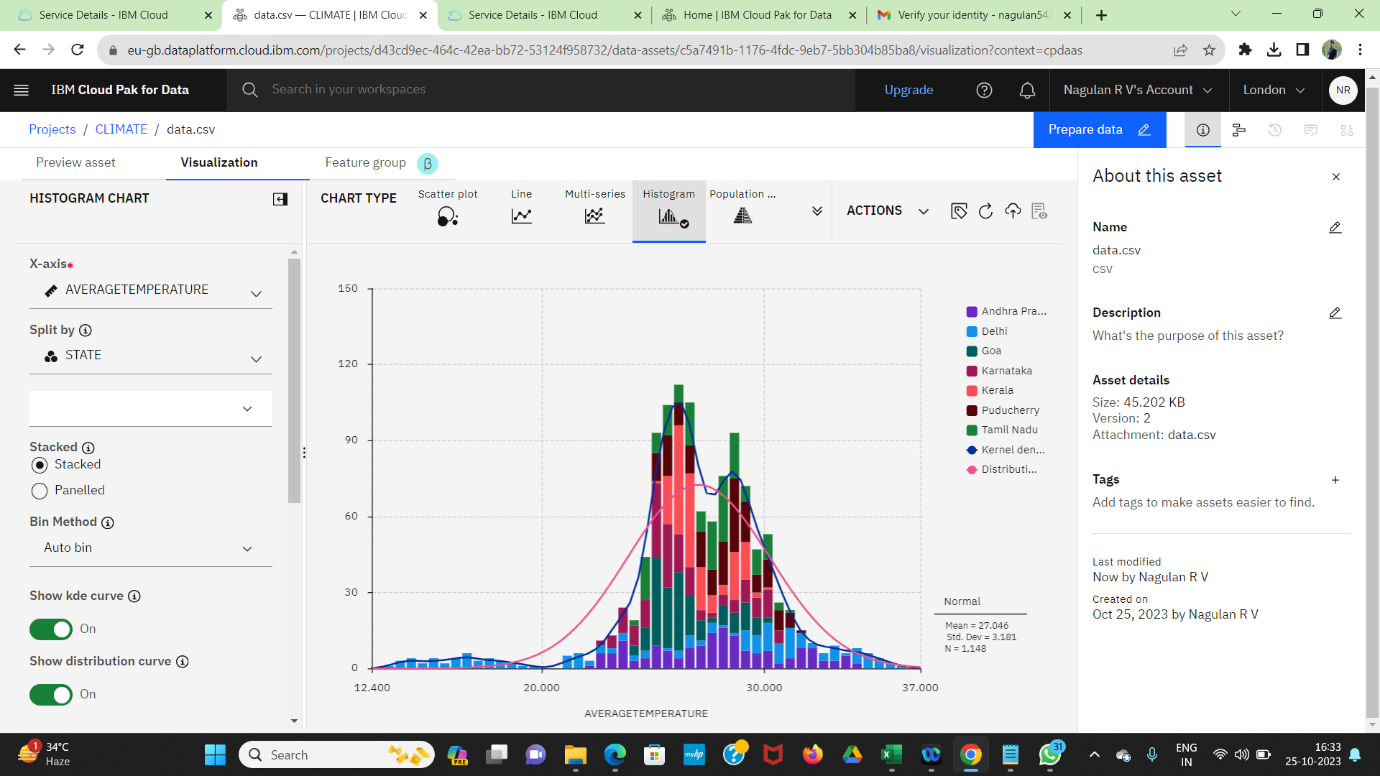 Service Details - IBM Cloud
data.csv — CLIMATE | IBM Cloud
Service Details - IBM Cloud
Home | IBM Cloud Pak for Data
Verify your identity - nagulan542
eu-gb.dataplatform.cloud.ibm.com/projects/d43cd9ec-464c-42ea-bb72-53124f958732/data-assets/c5a7491b-1176-4fdc-9eb7-5bb304b85ba8/visualization?context=cpdaas
IBM Cloud Pak for Data
Search in your workspaces
Upgrade
Nagulan R V's Account
London
NR
Projects / CLIMATE / data.csv
Prepare data
Preview asset
Visualization
Feature group β
HISTOGRAM CHART
X-axis*
AVERAGETEMPERATURE
Split by
STATE
Stacked
Stacked
Panelled
Bin Method
Auto bin
Show kde curve
On
Show distribution curve
On
CHART TYPE
Scatter plot
Line
Multi-series
Histogram
Population ...
ACTIONS
150
120
90
60
30
0
12.400
20.000
30.000
37.000
AVERAGETEMPERATURE
Andhra Pra...
Delhi
Goa
Karnataka
Kerala
Puducherry
Tamil Nadu
Kernel den...
Distributi...
Normal
Mean = 27.046
Std. Dev = 3.181
N = 1,148
About this asset
Name
data.csv
CSV
Description
What's the purpose of this asset?
Asset details
Size: 45.202 KB
Version: 2
Attachment: data.csv
Tags
Add tags to make assets easier to find.
Last modified
Now by Nagulan R V
Created on
Oct 25, 2023 by Nagulan R V
1
34°C
Haze
Search
PRE
myhp
31
ENG
IN
16:33
25-10-2023